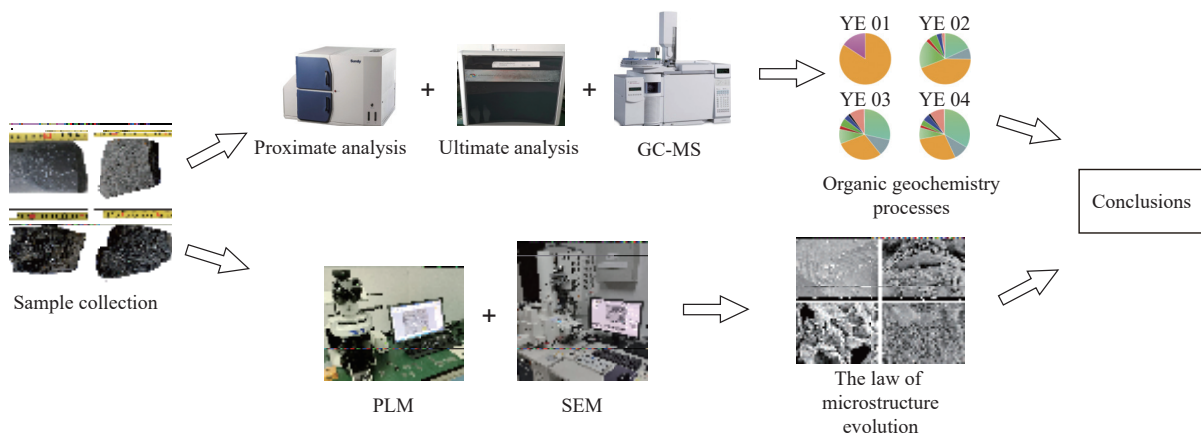 YE 01
YE 02
+
+
Proximate analysis
Ultimate analysis
GC-MS
YE 03
YE 04
Organic geochemistry
processes
Conclusions
Sample collection
+
PLM
SEM
The law of
microstructure
evolution